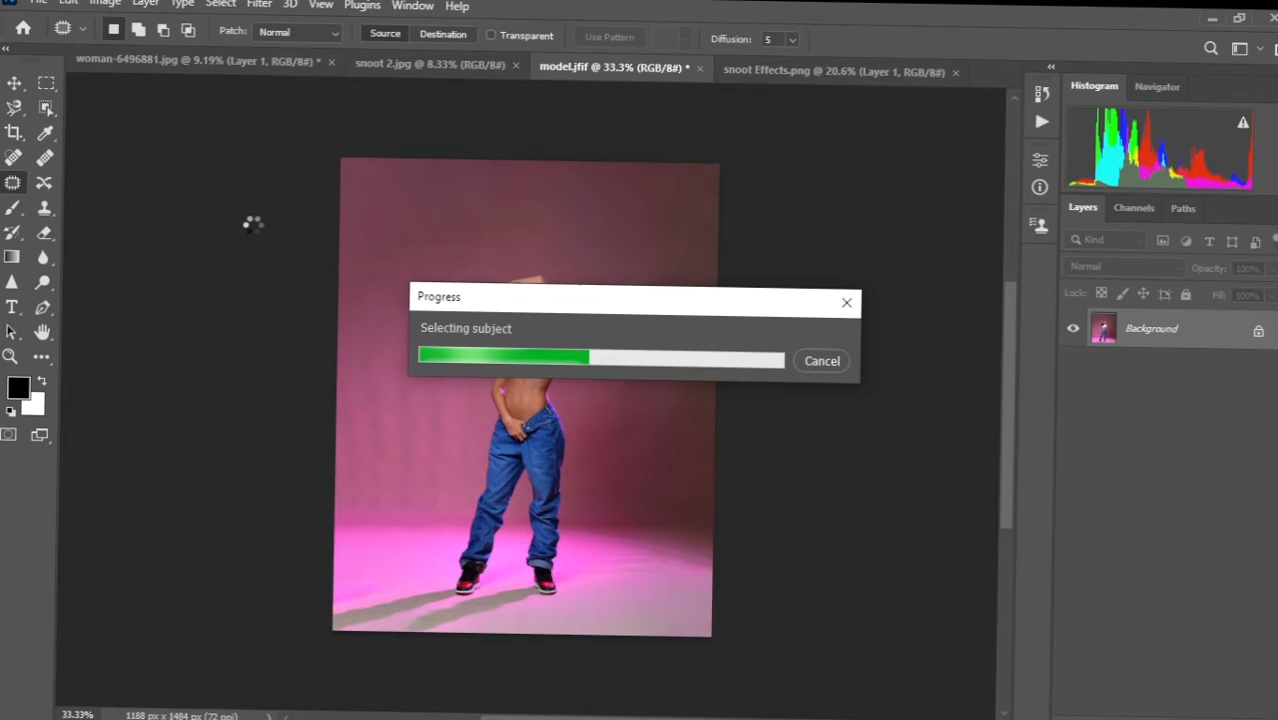 File Edit Image Layer Type Select Filter 3D View Plugins Window Help
Patch: Normal Source Destination Transparent Use Pattern Diffusion: 5
woman-6496881.jpg @ 9.19% (Layer 1, RGB/8#) * ×
snoot 2.jpg @ 8.33% (RGB/8#) ×
model.jfif @ 33.3% (RGB/8#) * ×
snoot Effects.png @ 20.6% (Layer 1, RGB/8#) ×
Histogram Navigator
Progress
Selecting subject
Cancel
Layers Channels Paths
Kind
Normal Opacity: 100%
Lock: Fill: 100%
Background
33.33% 1188 px x 1484 px (72 ppi)